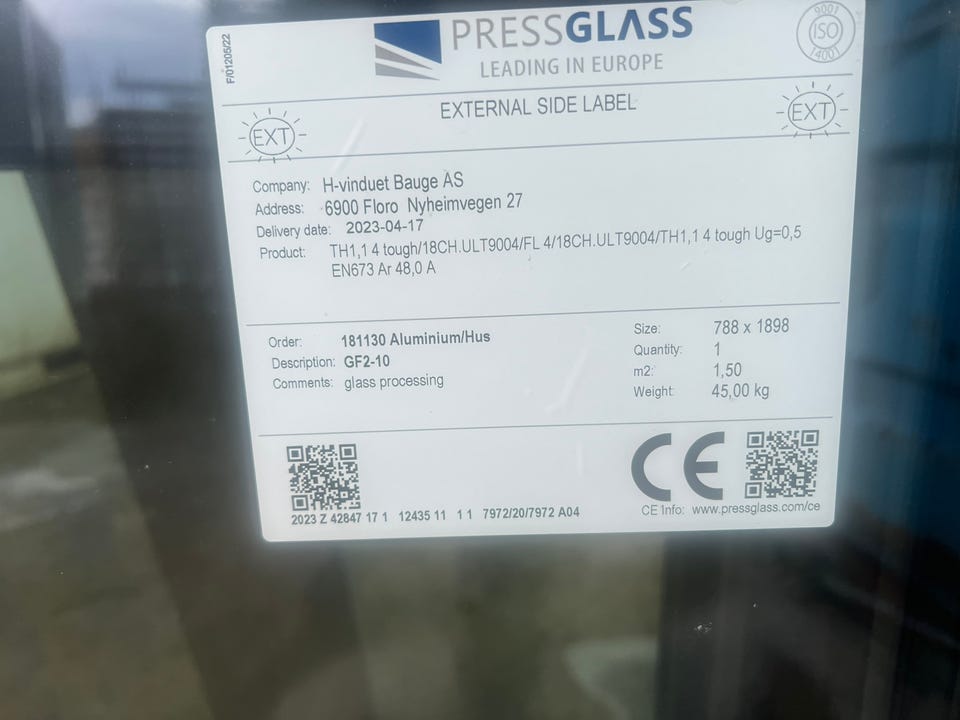 F/01205/22
PRESSGLASS
LEADING IN EUROPE
9001
ISO
14001
EXTERNAL SIDE LABEL
EXT
EXT
Company: H-vinduet Bauge AS
Address: 6900 Floro Nyheimvegen 27
Delivery date: 2023-04-17
Product: TH1,1 4 tough/18CH.ULT9004/FL 4/18CH.ULT9004/TH1,1 4 tough Ug=0,5
EN673 Ar 48,0 A
Order: 181130 Aluminium/Hus
Description: GF2-10
Comments: glass processing
Size: 788 x 1898
Quantity: 1
m2: 1,50
Weight: 45,00 kg
CE
2023 Z 42847 17 1 12435 11 1 1 7972/20/7972 A04
CE Info: www.pressglass.com/ce